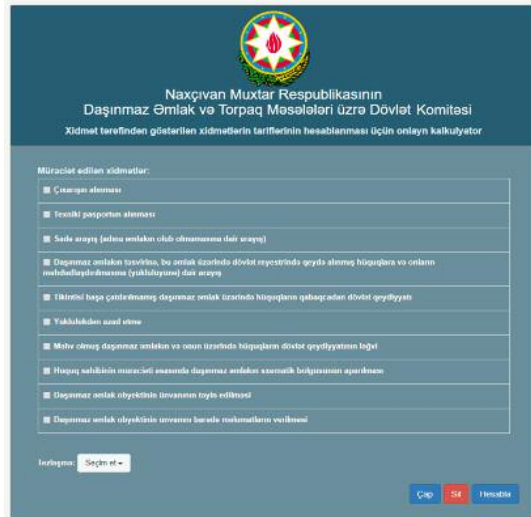 Naxçıvan Muxtar Respublikasının
Daşınmaz Əmlak və Torpaq Məsələləri üzrə Dövlət Komitəsi
Xidmət tərəfindən göstərilən xidmətlərin tariflərinin hesablanması üçün onlayn kalkulyator
Müraciət edilən xidmətlər:
Çıxarışın alınması
Texniki pasportun alınması
Sadə arayış (adına əmlakın olub olmamasına dair arayış)
Daşınmaz əmlakın təsvirinə, bu əmlak üzərində dövlət reyestrində qeydə alınmış hüquqlara və onların
məhdudlaşdırılmasına (yüklülüyünə) dair arayış
Tikintisi başa çatdırılmamış daşınmaz əmlak üzərində hüquqların qabaqcadan dövlət qeydiyyatı
Yüklülükdən azad etmə
Məhv olmuş daşınmaz əmlakın və onun üzərində hüquqların dövlət qeydiyyatının ləğvi
Hüquq sahibinin müraciəti əsasında daşınmaz əmlakın sxematik bölgüsünün aparılması
Daşınmaz əmlak obyektinin ünvanının təyin edilməsi
Daşınmaz əmlak obyektinin ünvanını barədə məlumatların verilməsi
Seçim et
Çap Sil Hesabla